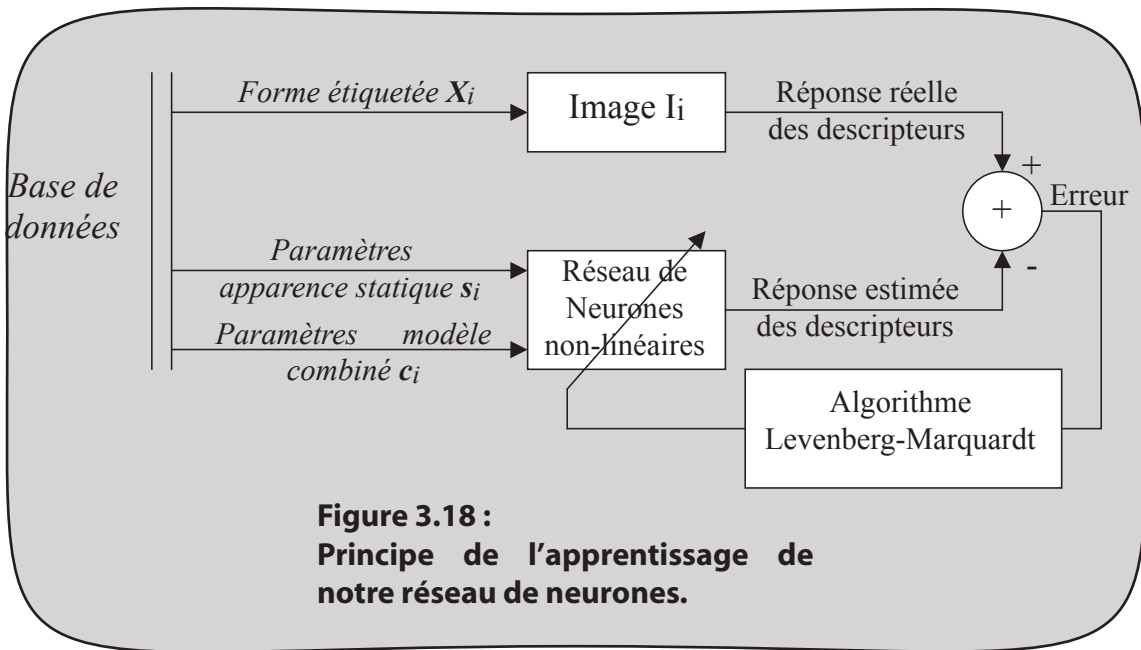 Forme étiquetée Xi
Image Ii
Réponse réelle
des descripteurs
Base de
données
+
+
Erreur
-
Paramètres
apparence statique si
Paramètres modèle
combiné ci
Réseau de
Neurones
non-linéaires
Réponse estimée
des descripteurs
Algorithme
Levenberg-Marquardt
Figure 3.18 :
Principe de l'apprentissage de
notre réseau de neurones.